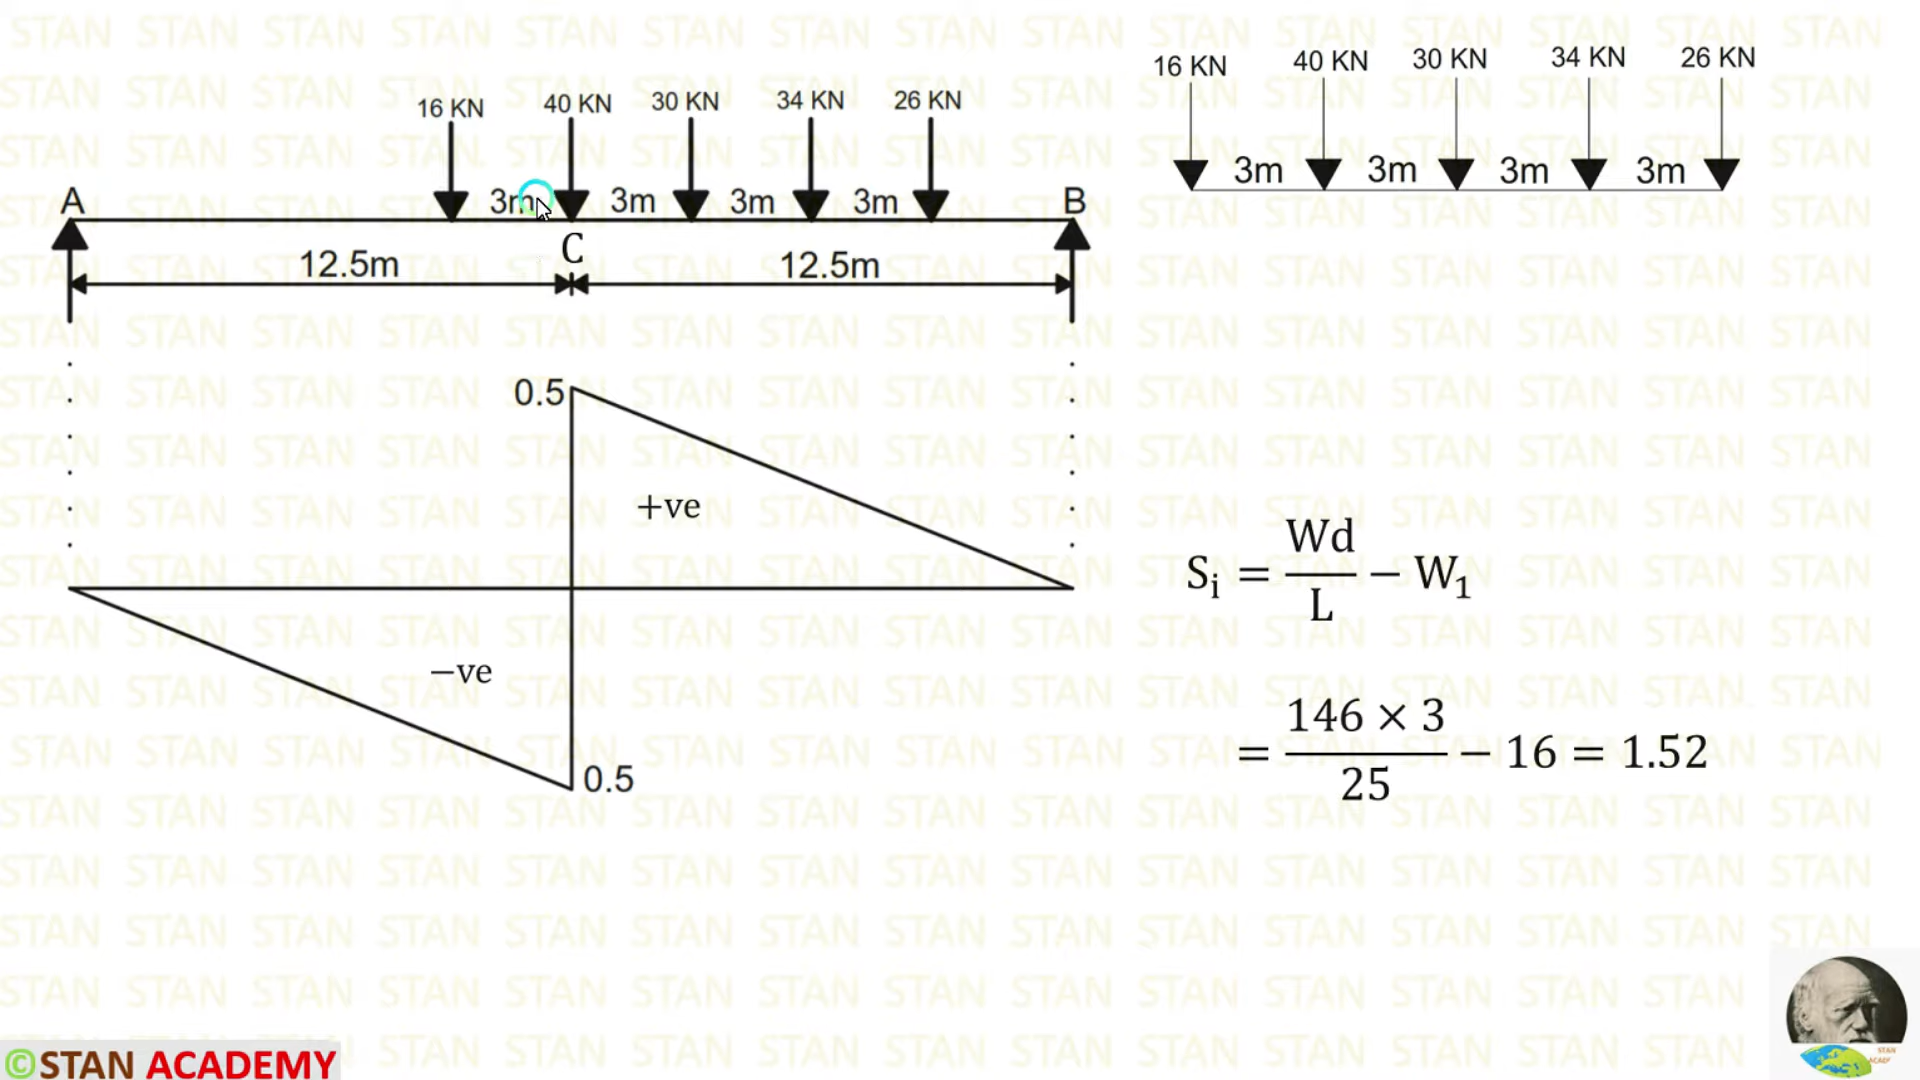 16 KN 40 KN 30 KN 34 KN 26 KN
3m 3m 3m 3m
A B
C
12.5m 12.5m
16 KN 40 KN 30 KN 34 KN 26 KN
3m 3m 3m 3m
0.5
+ve
−ve
0.5
Sᵢ = Wd/L − W₁
= 146 × 3/25 − 16 = 1.52
©STAN ACADEMY
STAN